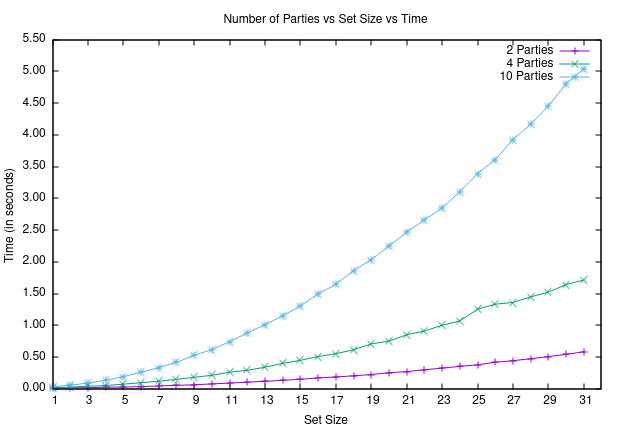 Number of Parties vs Set Size vs Time
5.50
5.00
4.50
4.00
3.50
3.00
2.50
2.00
1.50
1.00
0.50
0.00
Time (in seconds)
2 Parties
4 Parties
10 Parties
1 3 5 7 9 11 13 15 17 19 21 23 25 27 29 31
Set Size